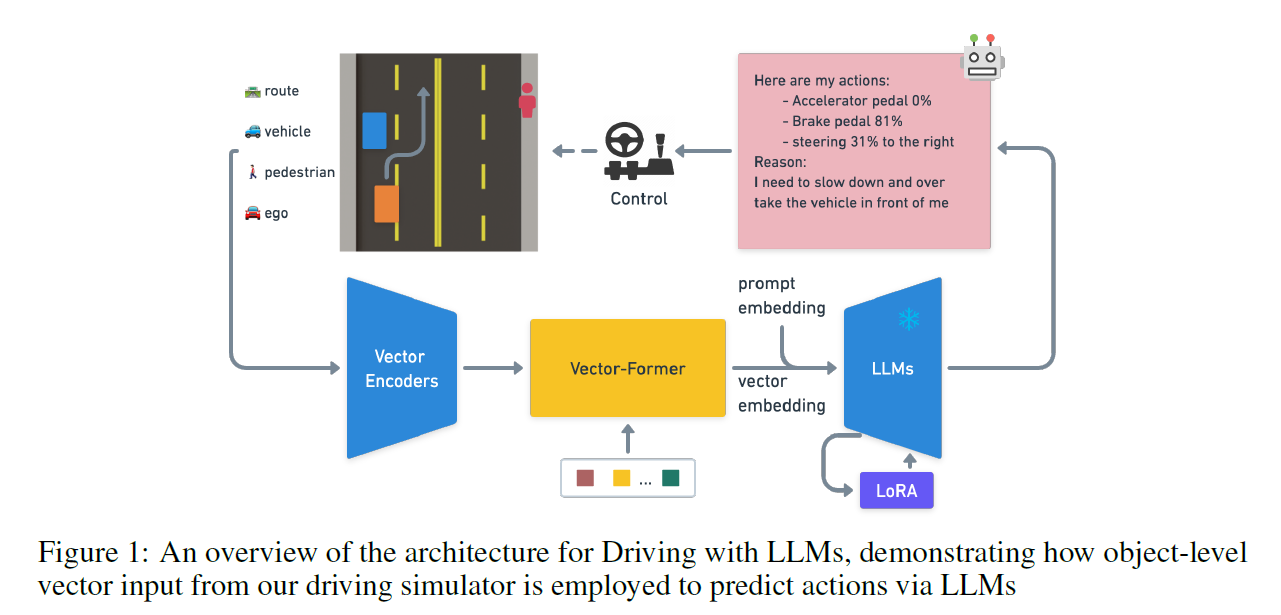 route
vehicle
pedestrian
ego
Control
Here are my actions:
- Accelerator pedal 0%
- Brake pedal 81%
- steering 31% to the right
Reason:
I need to slow down and over
take the vehicle in front of me
Vector
Encoders
Vector-Former
prompt
embedding
vector
embedding
LLMs
...
LoRA
Figure 1: An overview of the architecture for Driving with LLMs, demonstrating how object-level
vector input from our driving simulator is employed to predict actions via LLMs